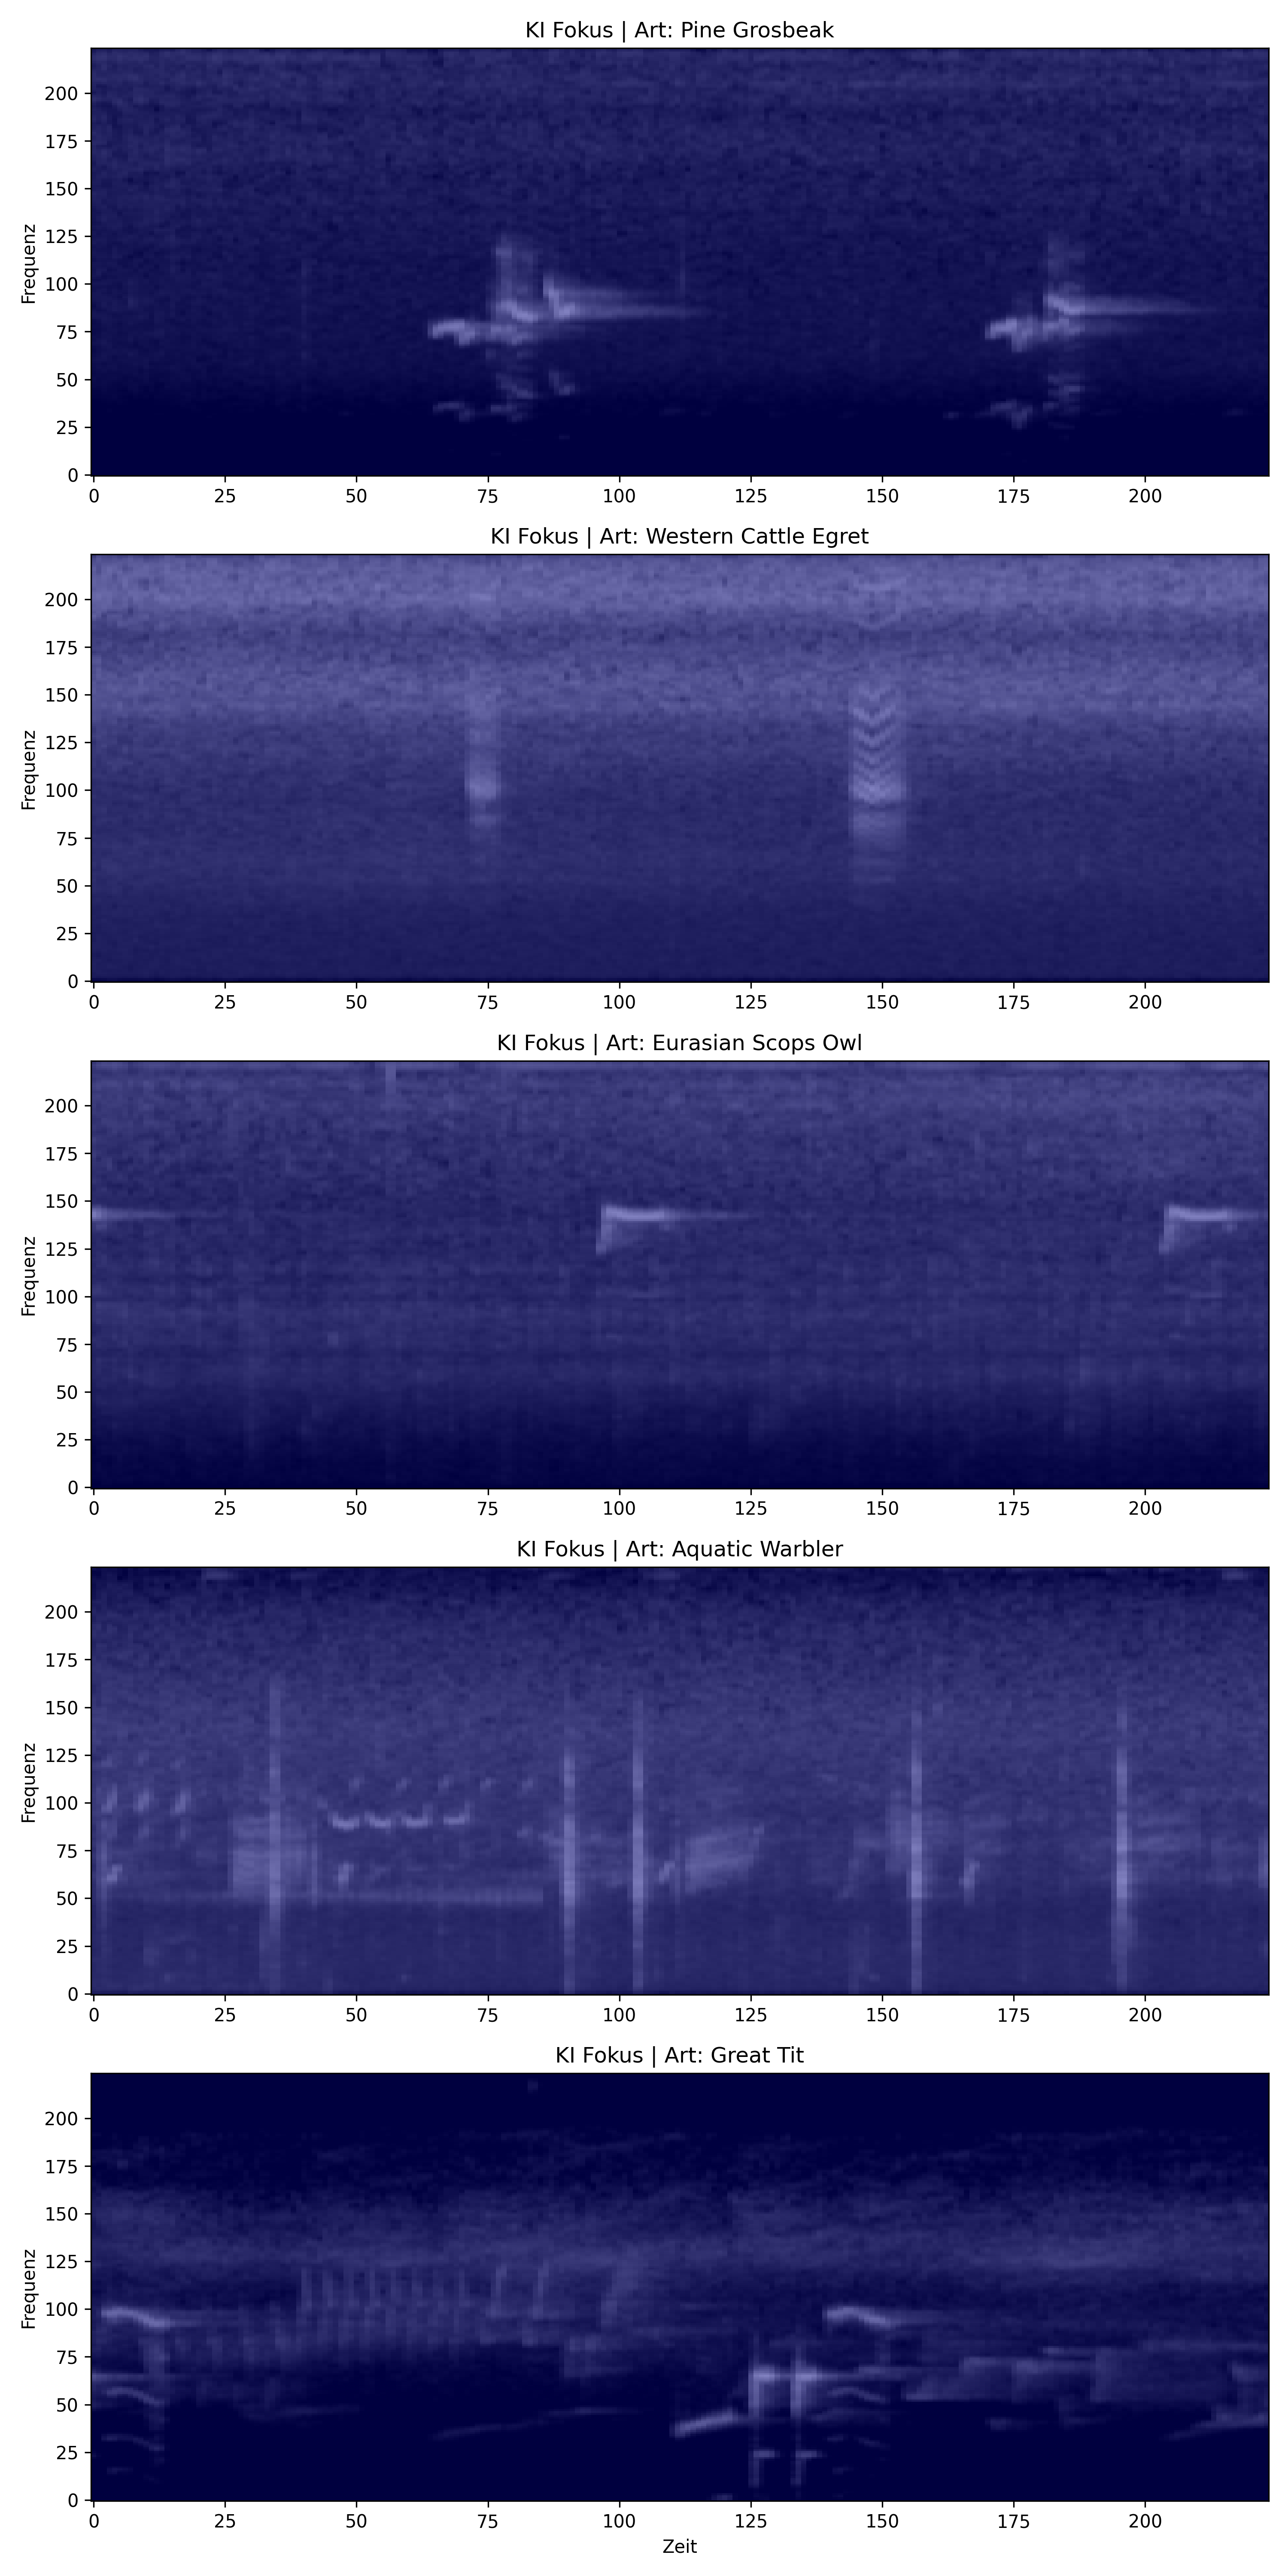 KI Fokus | Art: Pine Grosbeak
Frequenz
200
175
150
125
100
75
50
25
0
0 25 50 75 100 125 150 175 200
KI Fokus | Art: Western Cattle Egret
Frequenz
200
175
150
125
100
75
50
25
0
0 25 50 75 100 125 150 175 200
KI Fokus | Art: Eurasian Scops Owl
Frequenz
200
175
150
125
100
75
50
25
0
0 25 50 75 100 125 150 175 200
KI Fokus | Art: Aquatic Warbler
Frequenz
200
175
150
125
100
75
50
25
0
0 25 50 75 100 125 150 175 200
KI Fokus | Art: Great Tit
Frequenz
200
175
150
125
100
75
50
25
0
0 25 50 75 100 125 150 175 200
Zeit